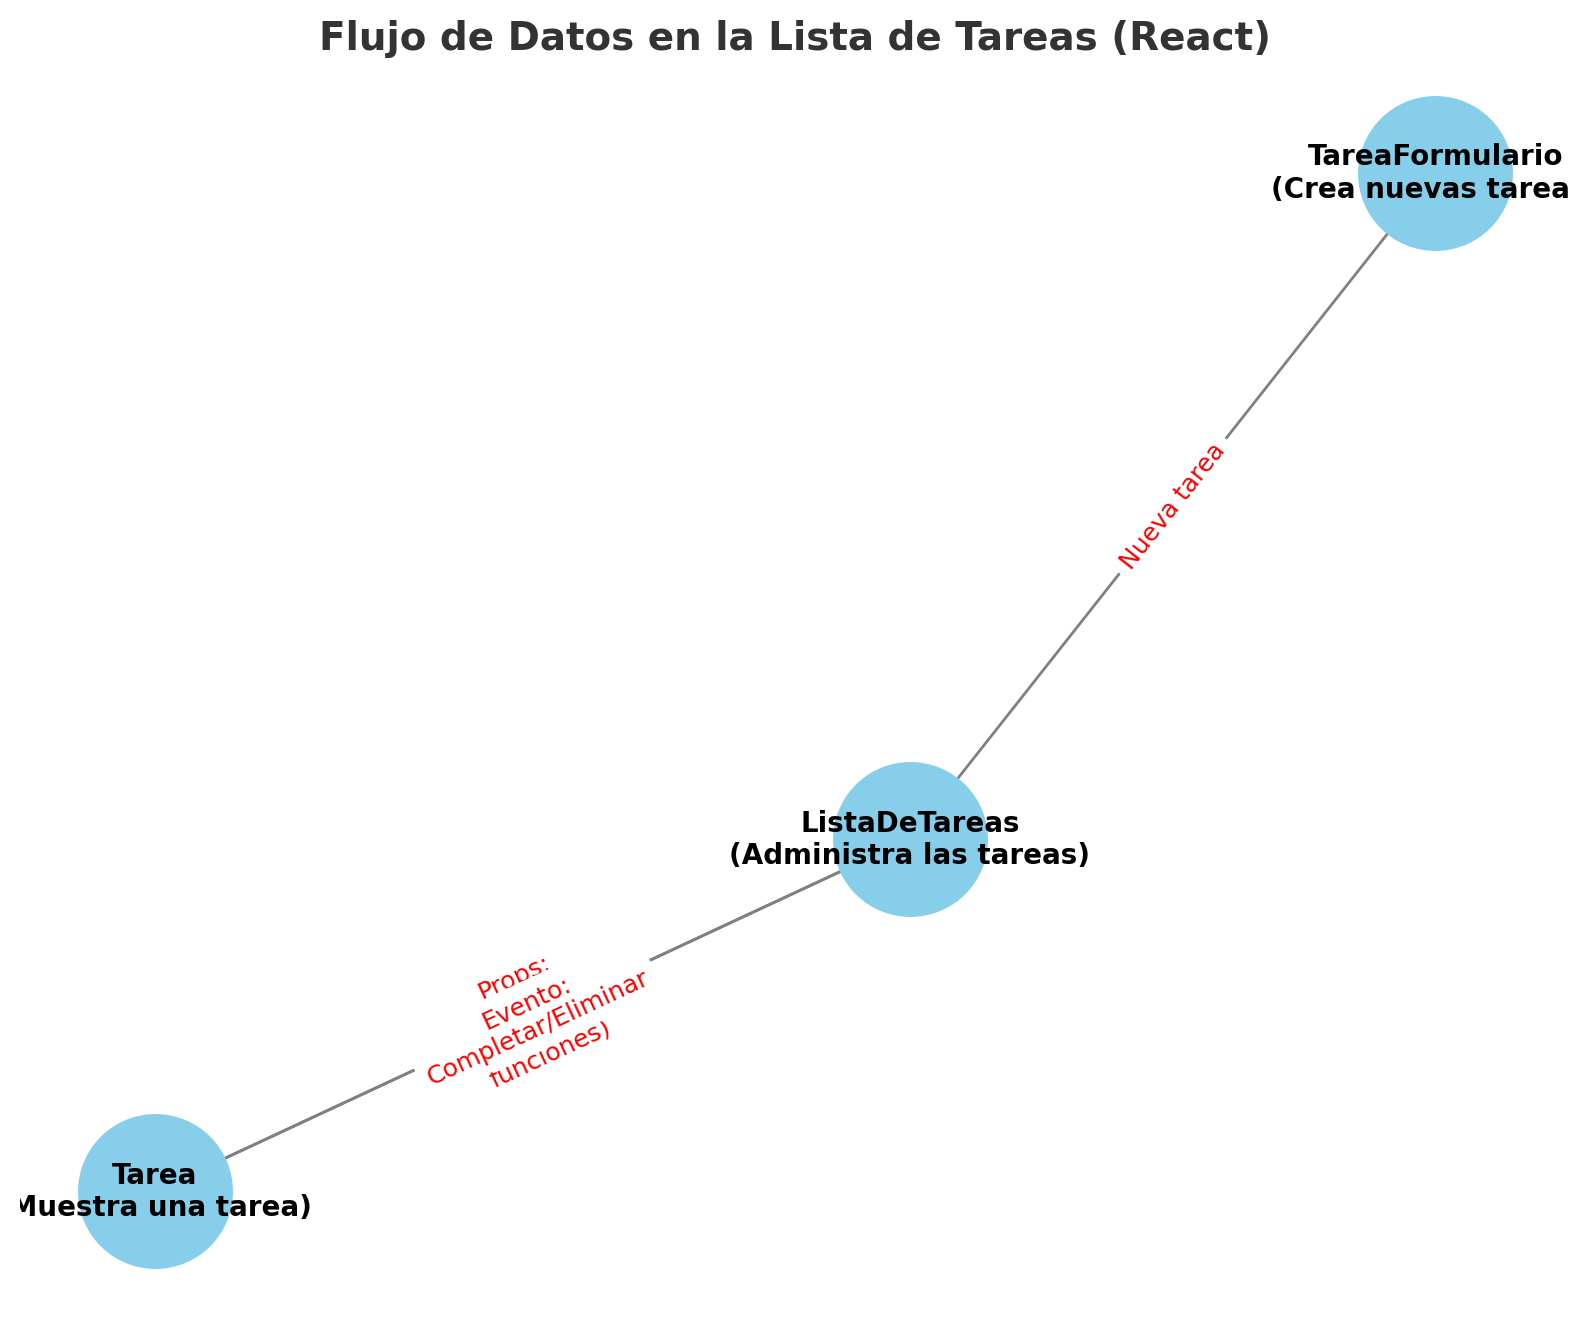 Flujo de Datos en la Lista de Tareas (React)
TareaFormulario
(Crea nuevas tarea
Nueva tarea
ListaDeTareas
(Administra las tareas)
Props:
Evento:
Completar/Eliminar
funciones)
Tarea
Muestra una tarea)